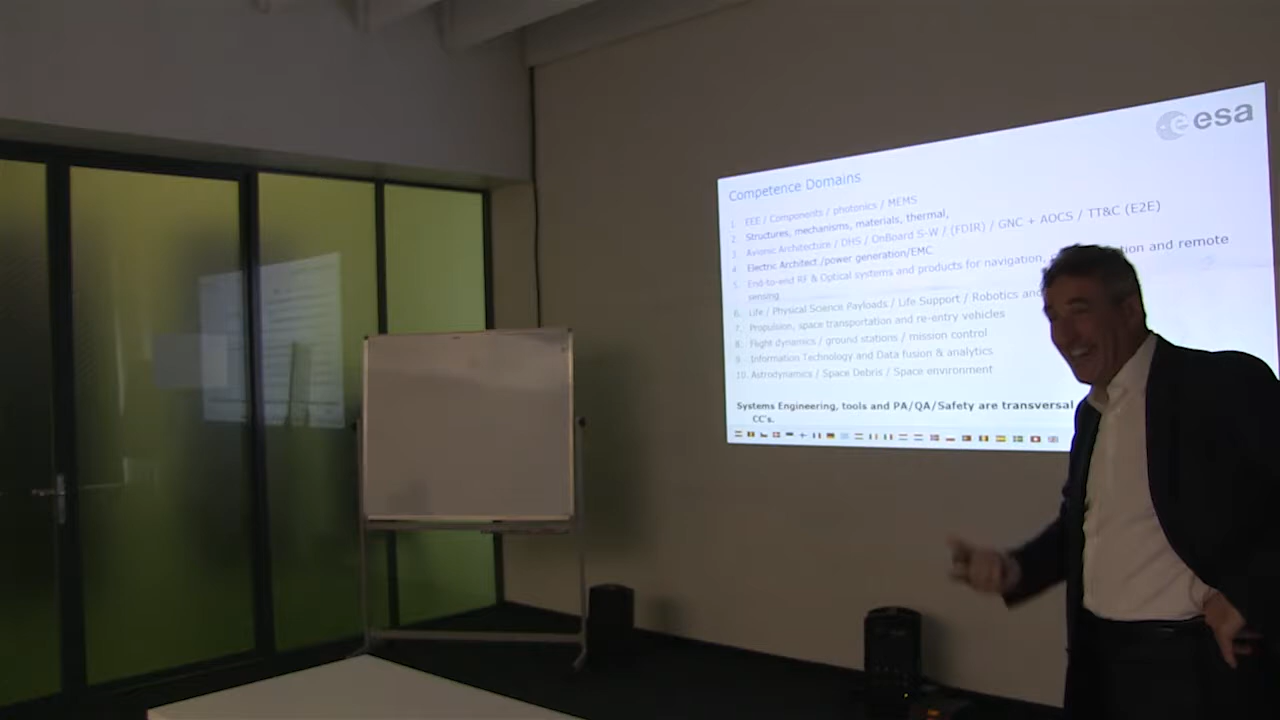 esa
Competence Domains
1. EEE / Components / photonics / MEMS
2. Structures, mechanisms, materials, thermal,
3. Avionic Architecture / DHS / OnBoard S-W / (FDIR) / GNC + AOCS / TT&C (E2E)
4. Electric Architect./power generation/EMC
5. End-to-end RF & Optical systems and products for navigation, and remote
sensing
6. Life / Physical Science Payloads / Life Support / Robotics and
7. Propulsion, space transportation and re-entry vehicles
8. Flight dynamics / ground stations / mission control
9. Information Technology and Data fusion & analytics
10. Astrodynamics / Space Debris / Space environment
Systems Engineering, tools and PA/QA/Safety are transversal
CC's.